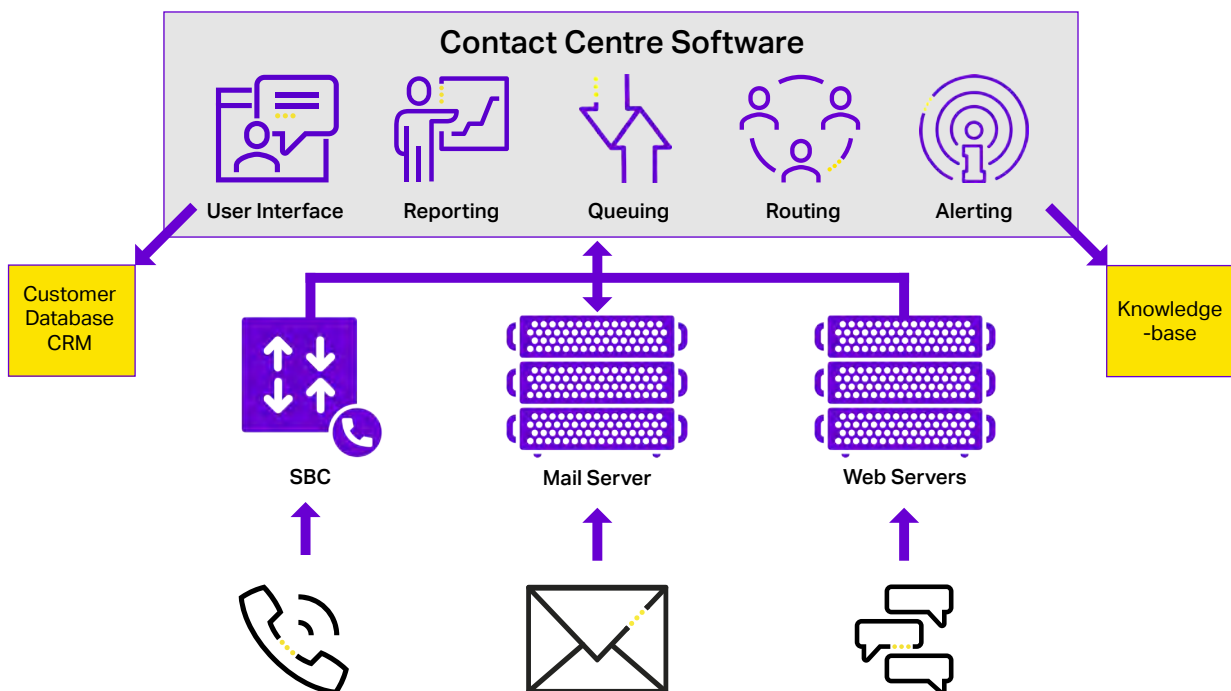 Contact Centre Software
User Interface
Reporting
Queuing
Routing
Alerting
Customer
Database
CRM
Knowledge
-base
SBC
Mail Server
Web Servers